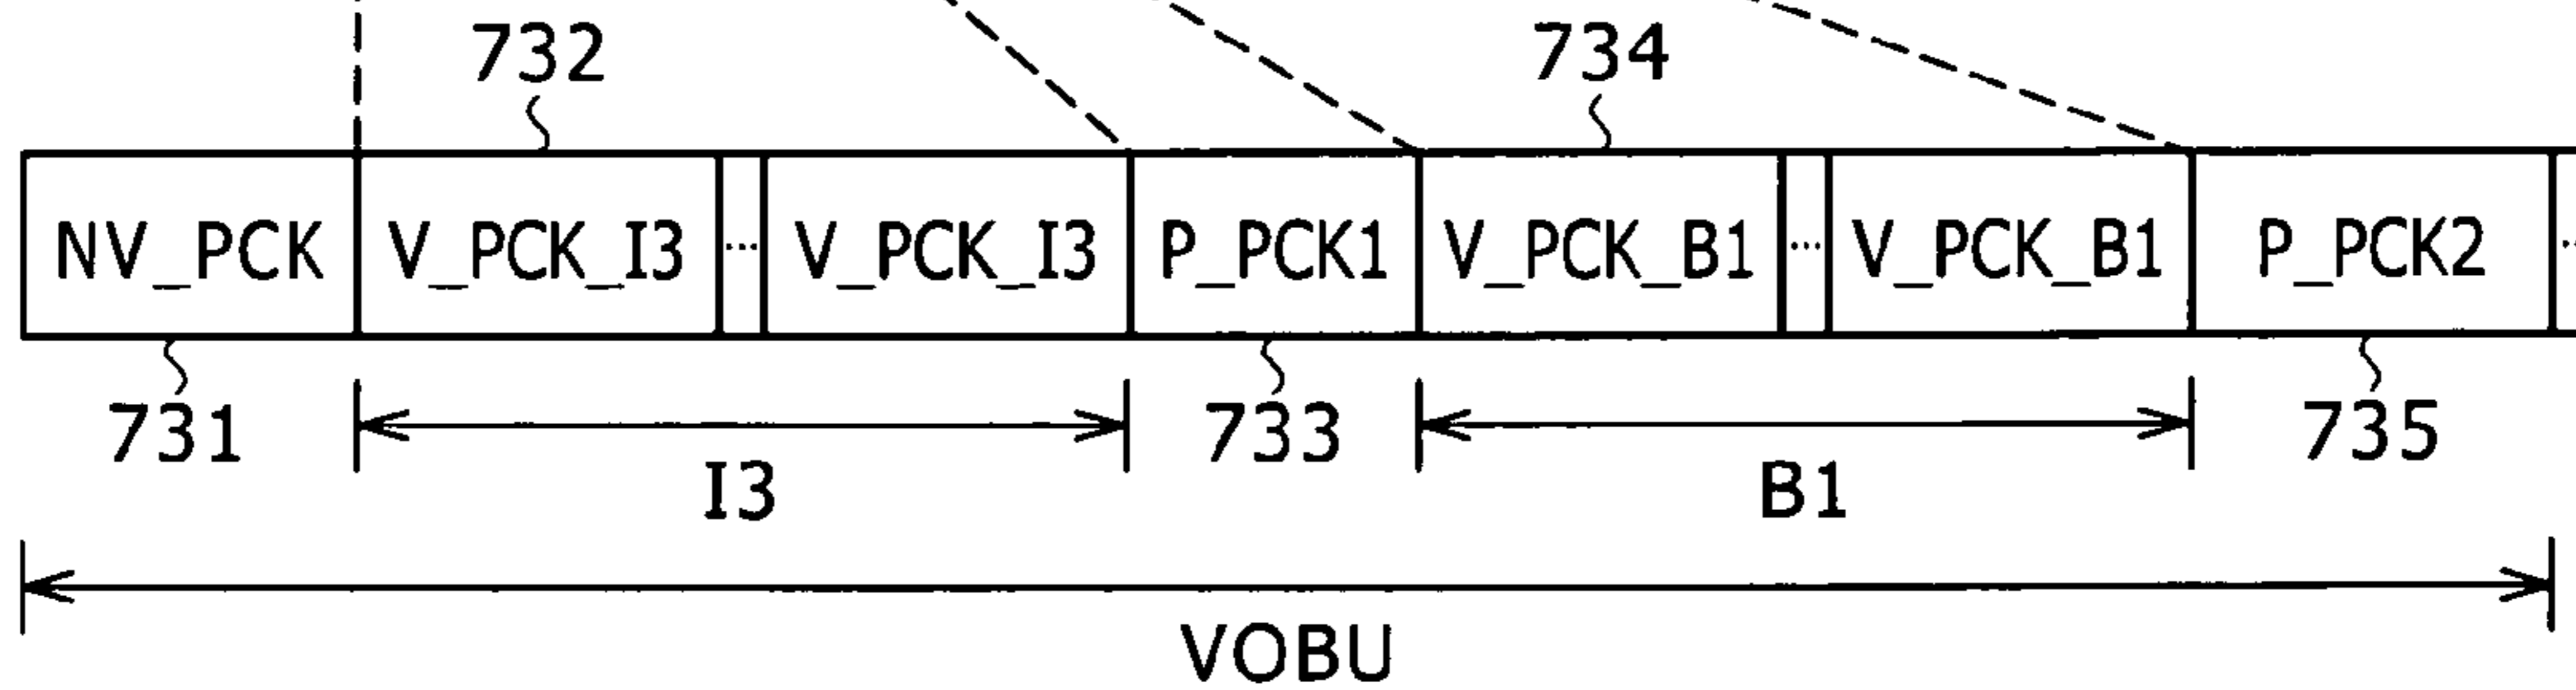 732 734
NV_PCK V_PCK_I3 ... V_PCK_I3 P_PCK1 V_PCK_B1 ... V_PCK_B1 P_PCK2 ...
731 733 735
I3 B1
VOBU